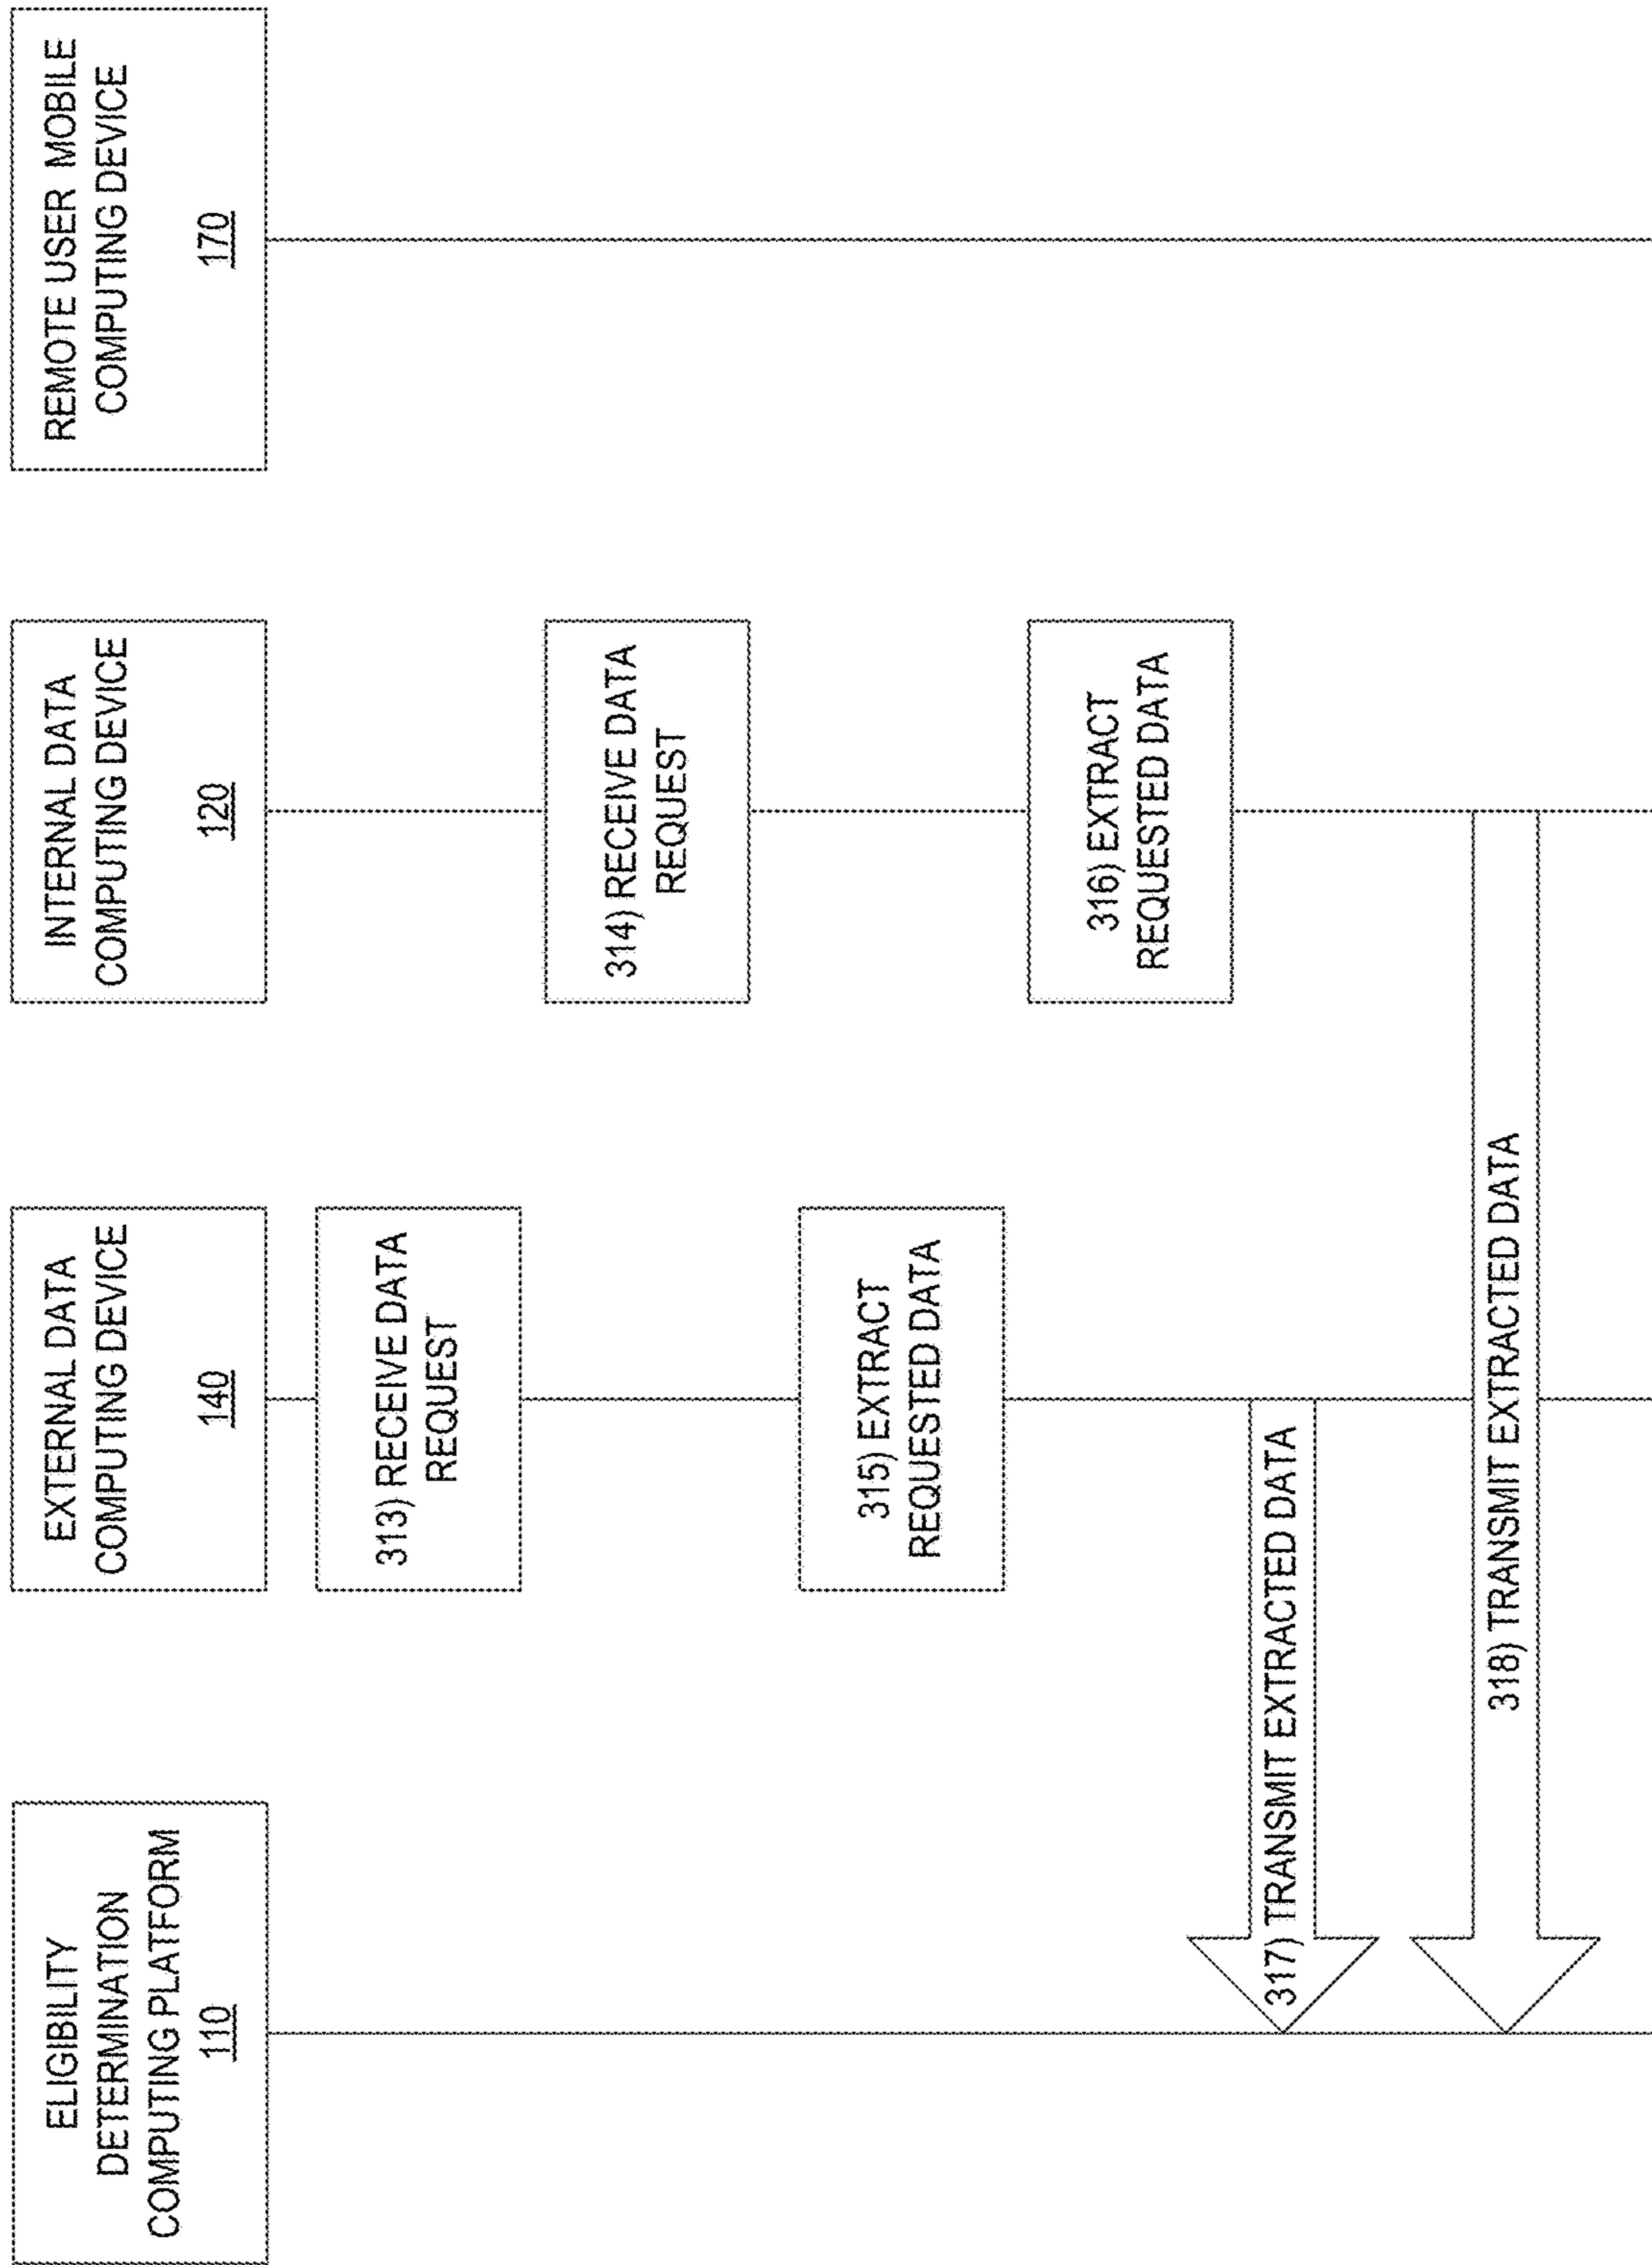 ELIGIBILITY
DETERMINATION
COMPUTING PLATFORM
110
EXTERNAL DATA
COMPUTING DEVICE
140
INTERNAL DATA
COMPUTING DEVICE
120
REMOTE USER MOBILE
COMPUTING DEVICE
170
313) RECEIVE DATA
REQUEST
314) RECEIVE DATA
REQUEST
315) EXTRACT
REQUESTED DATA
316) EXTRACT
REQUESTED DATA
317) TRANSMIT EXTRACTED DATA
318) TRANSMIT EXTRACTED DATA